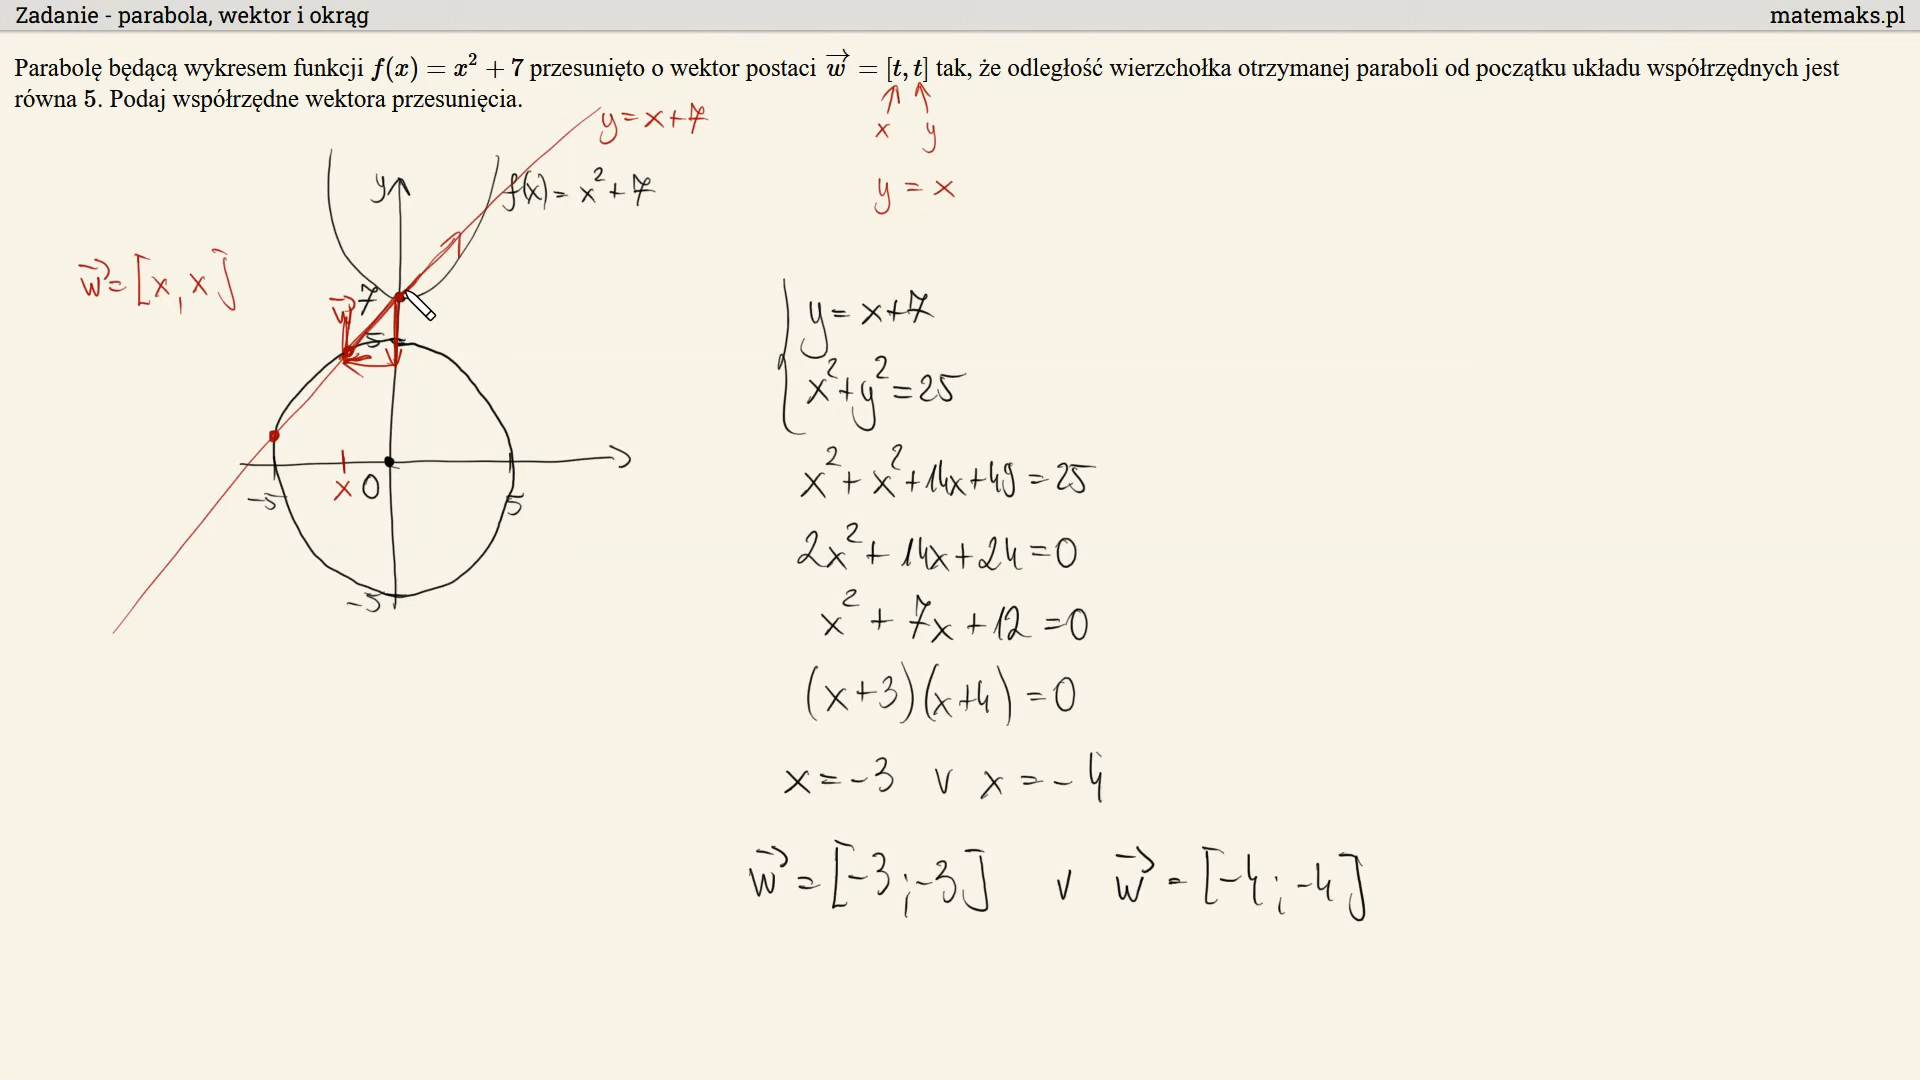 Zadanie - parabola, wektor i okrąg
matemaks.pl
Parabolę będącą wykresem funkcji f(x) = x² + 7 przesunięto o wektor postaci w⃗ = [t, t] tak, że odległość wierzchołka otrzymanej paraboli od początku układu współrzędnych jest
równa 5. Podaj współrzędne wektora przesunięcia.
y = x+7
x y
y = x
y
f(x) = x² + 7
w⃗ = [x, x]
7
w⃗
5
-5
x
0
5
-5
y = x+7
x² + y² = 25
x² + x² + 14x + 49 = 25
2x² + 14x + 24 = 0
x² + 7x + 12 = 0
(x+3)(x+4) = 0
x = -3 v x = -4
w⃗ = [-3; -3] v w⃗ = [-4; -4]